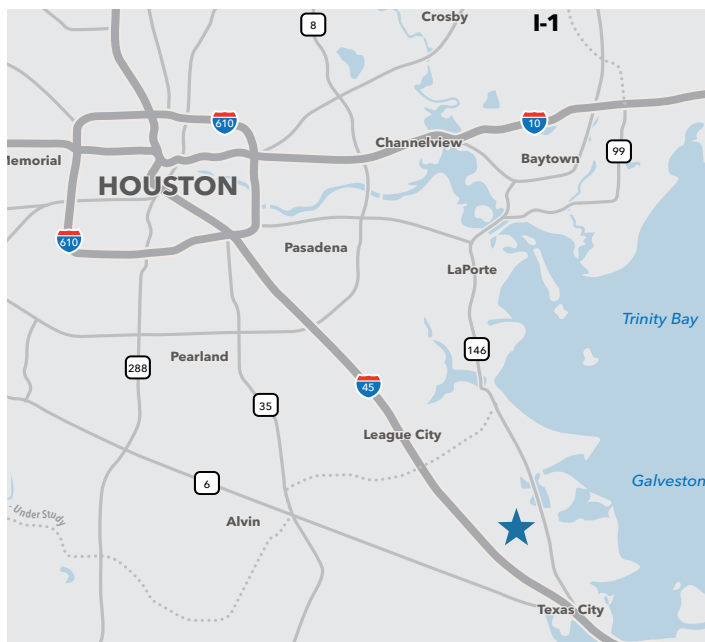 Crosby
I-1
8
610
10
Channelview
99
Memorial
Baytown
HOUSTON
610
Pasadena
LaPorte
Trinity Bay
146
Pearland
288
45
35
League City
6
Galveston
Under Study
Alvin
Texas City